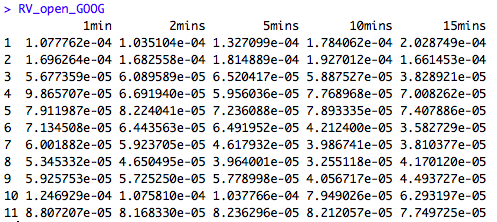 > RV_open_GOOG
1min 2mins 5mins 10mins 15mins
1 1.077762e-04 1.035104e-04 1.327099e-04 1.784062e-04 2.028749e-04
2 1.696264e-04 1.682558e-04 1.814889e-04 1.927012e-04 1.661453e-04
3 5.677359e-05 6.089589e-05 6.520417e-05 5.887527e-05 3.828921e-05
4 9.865707e-05 6.691940e-05 5.956036e-05 7.768968e-05 7.008262e-05
5 7.911987e-05 8.224041e-05 7.236088e-05 7.893335e-05 7.407886e-05
6 7.134508e-05 6.443563e-05 6.491952e-05 4.212400e-05 3.582729e-05
7 6.001882e-05 5.923705e-05 4.617932e-05 3.986741e-05 3.810377e-05
8 5.345332e-05 4.650495e-05 3.964001e-05 3.255118e-05 4.170120e-05
9 5.925753e-05 5.725250e-05 5.778998e-05 4.056717e-05 4.493727e-05
10 1.246929e-04 1.075810e-04 1.037766e-04 7.949026e-05 6.293197e-05
11 8.807207e-05 8.168330e-05 8.236296e-05 8.212057e-05 7.749725e-05